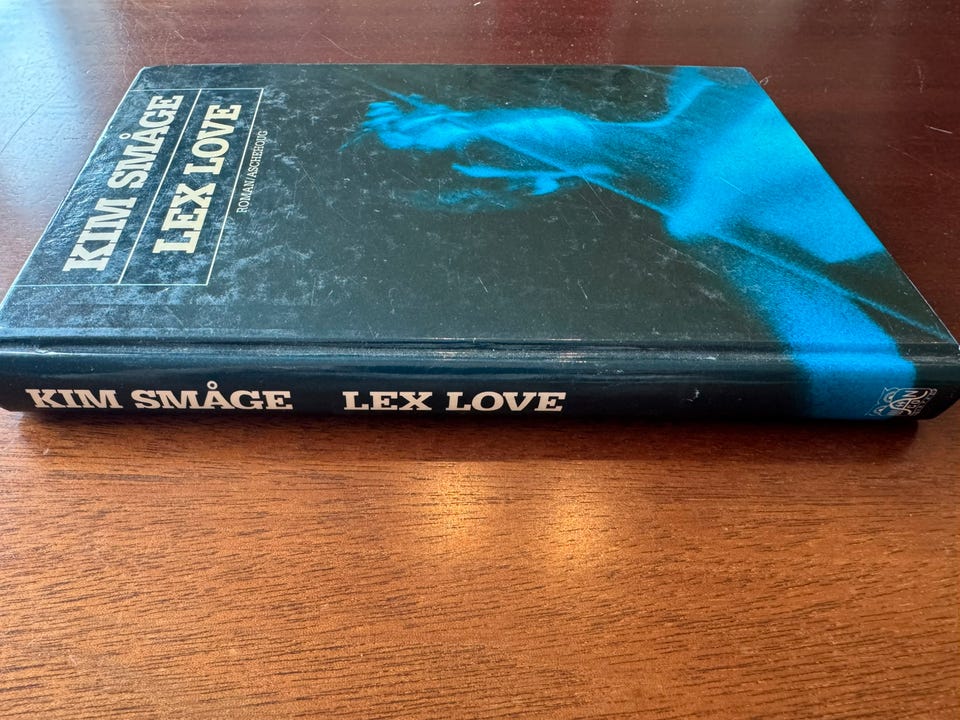 KIM SMÅGE
LEX LOVE
ROMAN/ASCHEHOUG
KIM SMÅGE LEX LOVE